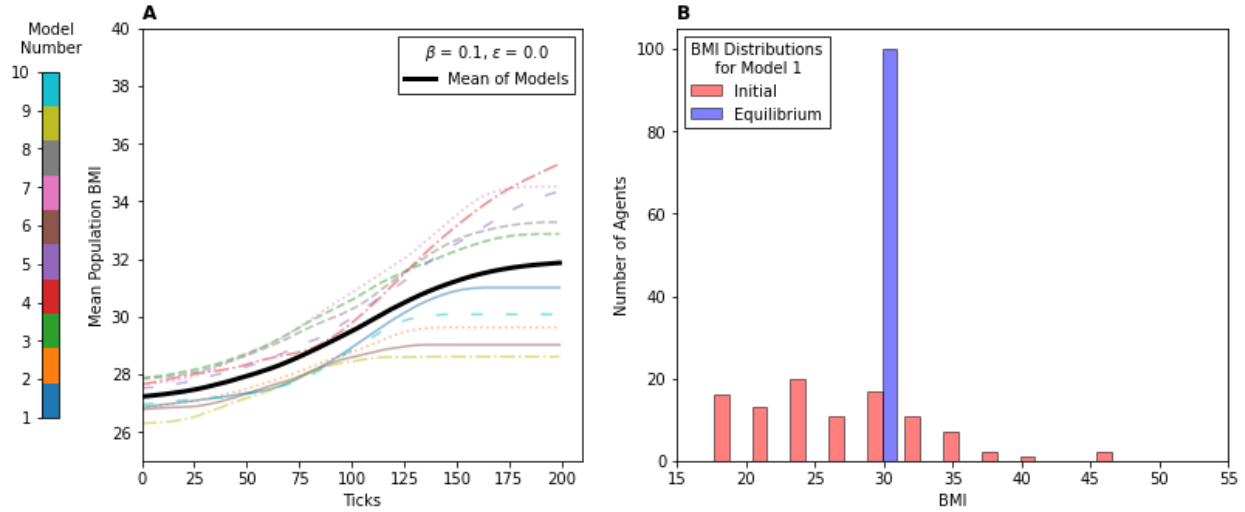 Model
Number
10
9
8
7
6
5
4
3
2
1
A
40
38
36
34
32
30
28
26
Mean Population BMI
β = 0.1, ε = 0.0
Mean of Models
0 25 50 75 100 125 150 175 200
Ticks
B
100
80
60
40
20
0
Number of Agents
BMI Distributions
for Model 1
Initial
Equilibrium
15 20 25 30 35 40 45 50 55
BMI